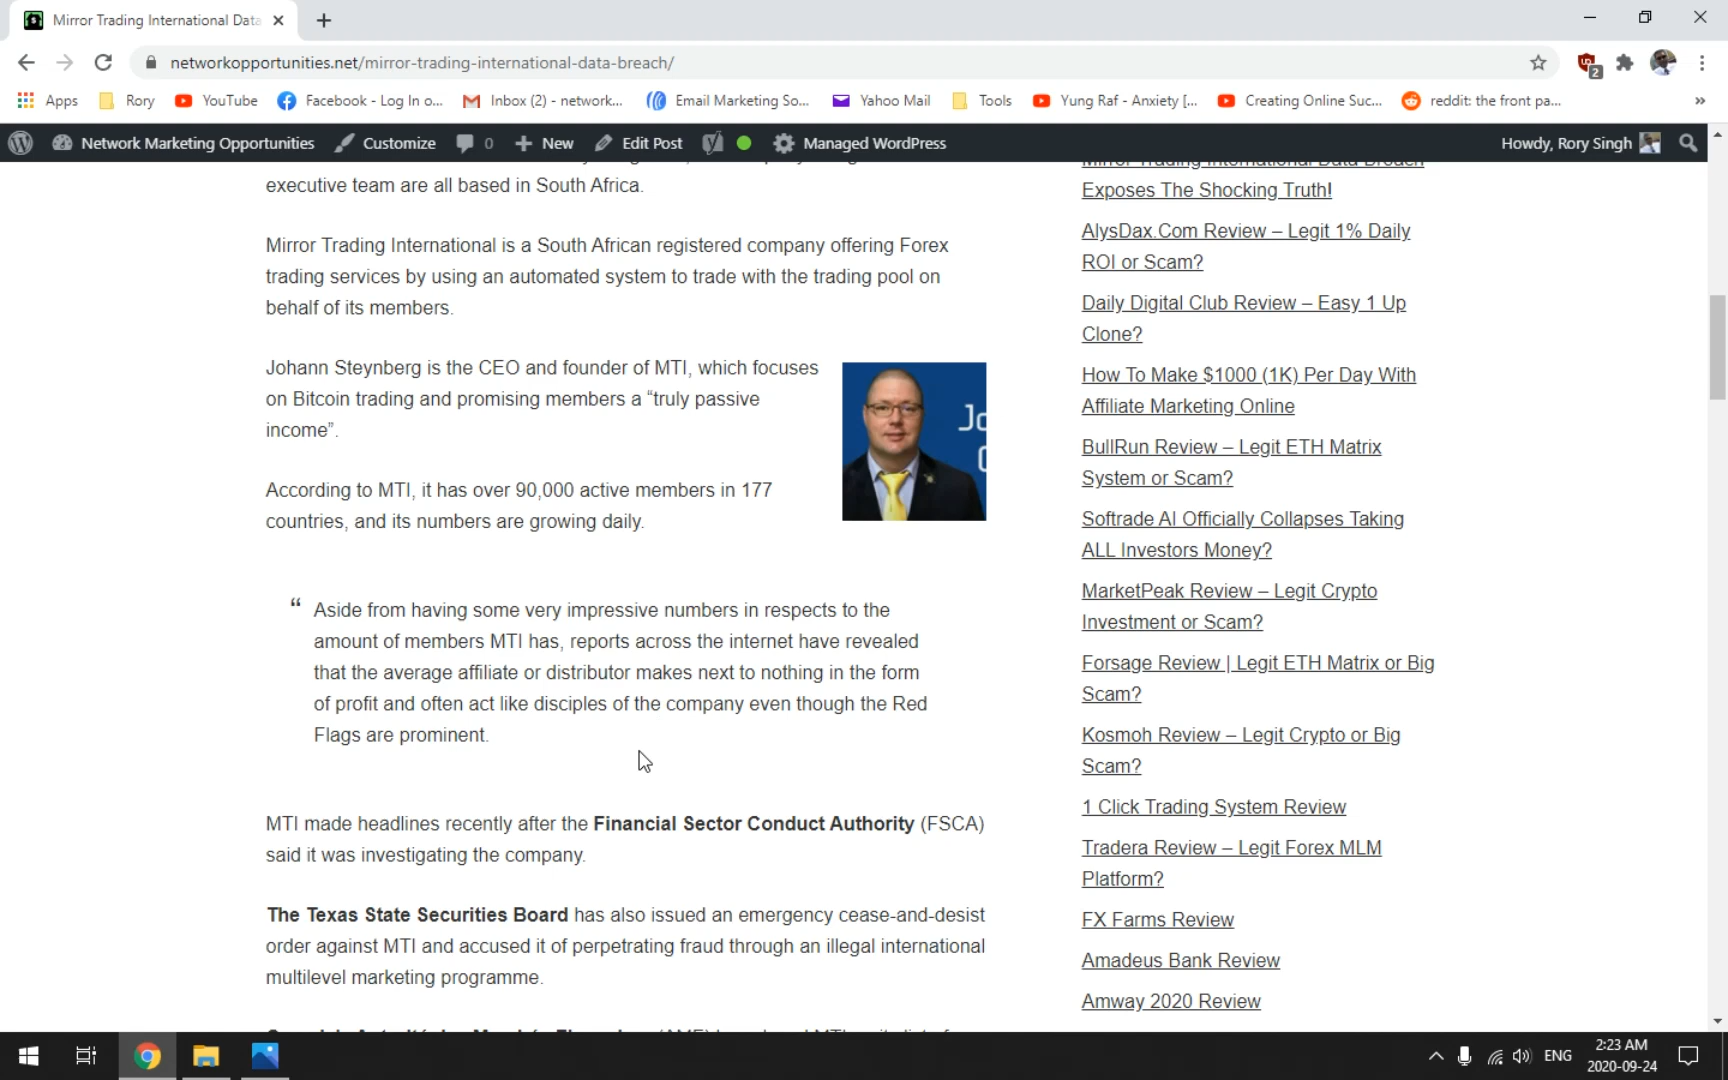 Mirror Trading International Data
networkopportunities.net/mirror-trading-international-data-breach/
2
Apps
Rory
YouTube
Facebook - Log In o...
Inbox (2) - network...
Email Marketing So...
Yahoo Mail
Tools
Yung Raf - Anxiety [...
Creating Online Suc...
reddit: the front pa...
Network Marketing Opportunities
Customize
0
New
Edit Post
Managed WordPress
Howdy, Rory Singh
executive team are all based in South Africa.
Mirror Trading International is a South African registered company offering Forex
trading services by using an automated system to trade with the trading pool on
behalf of its members.
Johann Steynberg is the CEO and founder of MTI, which focuses
on Bitcoin trading and promising members a “truly passive
income”.
According to MTI, it has over 90,000 active members in 177
countries, and its numbers are growing daily.
“ Aside from having some very impressive numbers in respects to the
amount of members MTI has, reports across the internet have revealed
that the average affiliate or distributor makes next to nothing in the form
of profit and often act like disciples of the company even though the Red
Flags are prominent.
MTI made headlines recently after the Financial Sector Conduct Authority (FSCA)
said it was investigating the company.
The Texas State Securities Board has also issued an emergency cease-and-desist
order against MTI and accused it of perpetrating fraud through an illegal international
multilevel marketing programme.
Mirror Trading International Data Breach
Exposes The Shocking Truth!
AlysDax.Com Review – Legit 1% Daily
ROI or Scam?
Daily Digital Club Review – Easy 1 Up
Clone?
How To Make $1000 (1K) Per Day With
Affiliate Marketing Online
BullRun Review – Legit ETH Matrix
System or Scam?
Softrade AI Officially Collapses Taking
ALL Investors Money?
MarketPeak Review – Legit Crypto
Investment or Scam?
Forsage Review | Legit ETH Matrix or Big
Scam?
Kosmoh Review – Legit Crypto or Big
Scam?
1 Click Trading System Review
Tradera Review – Legit Forex MLM
Platform?
FX Farms Review
Amadeus Bank Review
Amway 2020 Review
ENG
2:23 AM
2020-09-24